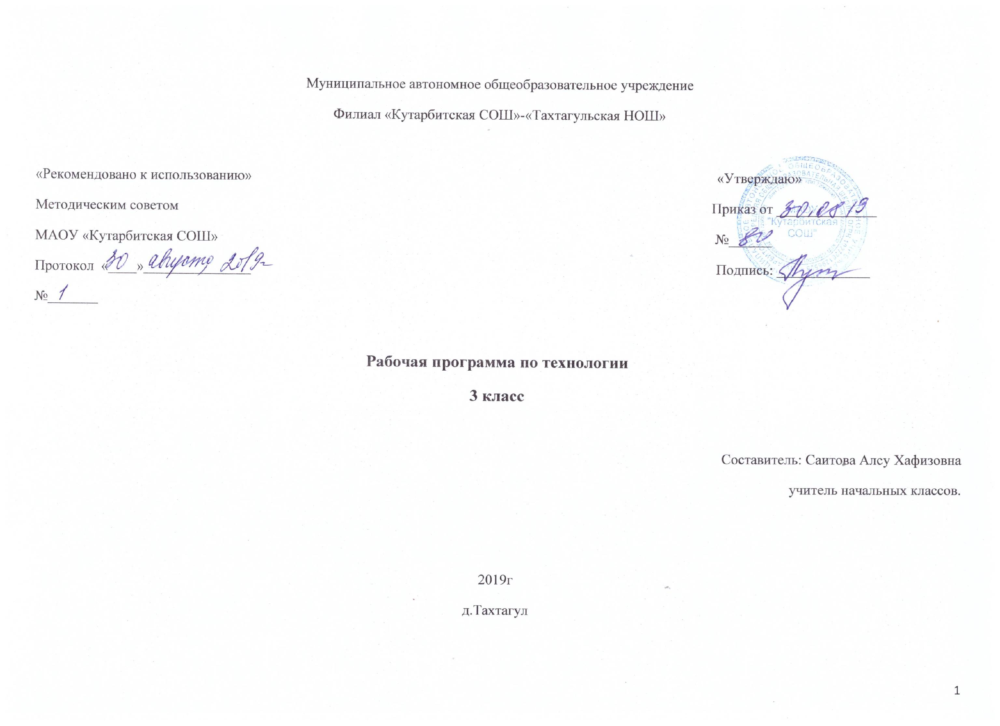 Муниципальное автономное общеобразовательное учреждение
Филиал «Кутарбитская СОШ»-«Тахтагульская НОШ»
«Рекомендовано к использованию»
Методическим советом
МАОУ «Кутарбитская СОШ»
Протокол «30» августа 2019г
№ 1
«Утверждаю»
Приказ от 30.08 19
№ 80
Подпись:
"Кутарбитская
СОШ"
Рабочая программа по технологии
3 класс
Составитель: Саитова Алсу Хафизовна
учитель начальных классов.
2019г
д.Тахтагул
1